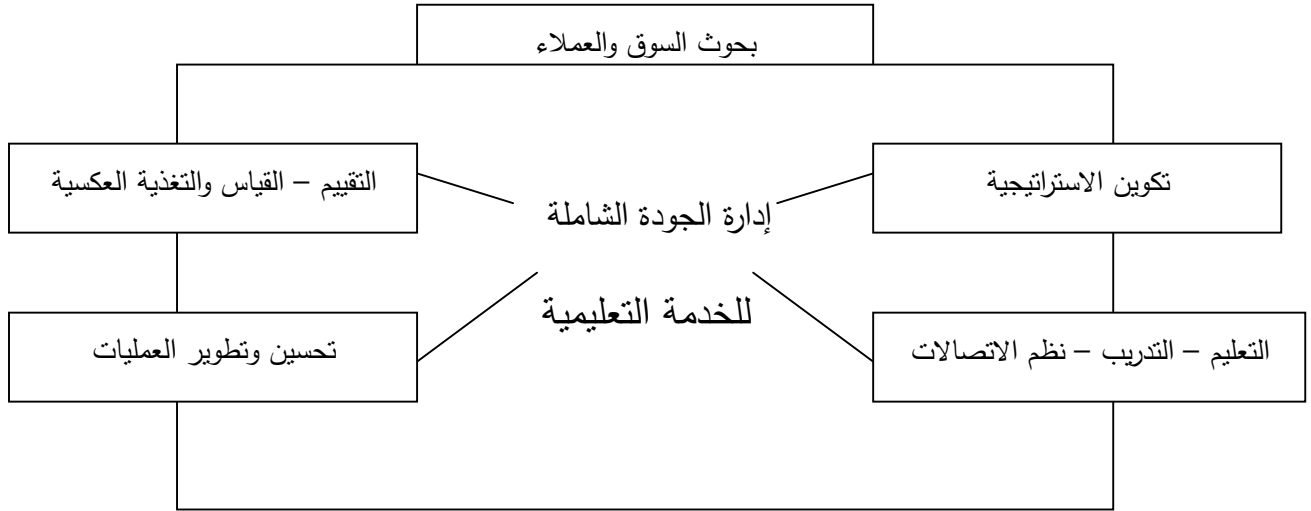 بحوث السوق والعملاء
تكوين الاستراتيجية
التقييم – القياس والتغذية العكسية
إدارة الجودة الشاملة
للخدمة التعليمية
التعليم – التدريب – نظم الاتصالات
تحسين وتطوير العمليات